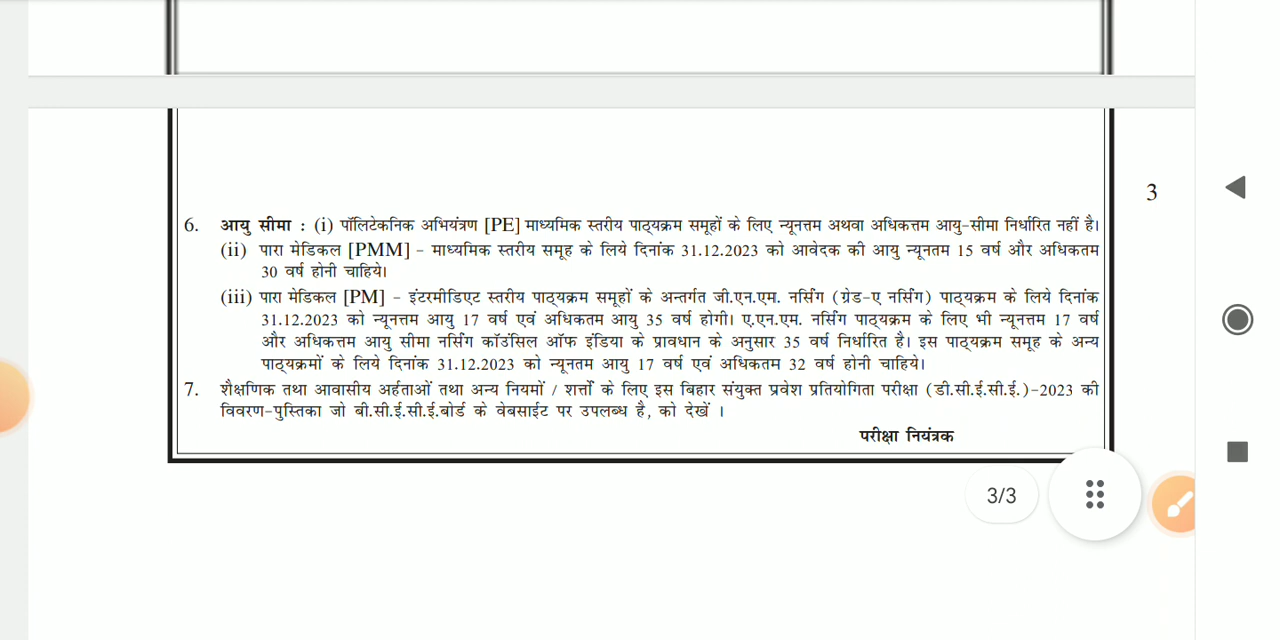 3
6. आयु सीमा : (i) पॉलिटेकनिक अभियंत्रण [PE] माध्यमिक स्तरीय पाठ्यक्रम समूहों के लिए न्यूनत्तम अथवा अधिकत्तम आयु-सीमा निर्धारित नहीं है।
(ii) पारा मेडिकल [PMM] - माध्यमिक स्तरीय समूह के लिये दिनांक 31.12.2023 को आवेदक की आयु न्यूनतम 15 वर्ष और अधिकतम
30 वर्ष होनी चाहिये।
(iii) पारा मेडिकल [PM] - इंटरमीडिएट स्तरीय पाठ्यक्रम समूहों के अन्तर्गत जी.एन.एम. नर्सिंग (ग्रेड-ए नर्सिंग) पाठ्यक्रम के लिये दिनांक
31.12.2023 को न्यूनत्तम आयु 17 वर्ष एवं अधिकतम आयु 35 वर्ष होगी। ए.एन.एम. नर्सिंग पाठ्यक्रम के लिए भी न्यूनत्तम 17 वर्ष
और अधिकत्तम आयु सीमा नर्सिंग कॉउंसिल ऑफ इंडिया के प्रावधान के अनुसार 35 वर्ष निर्धारित है। इस पाठ्यक्रम समूह के अन्य
पाठ्यक्रमों के लिये दिनांक 31.12.2023 को न्यूनतम आयु 17 वर्ष एवं अधिकतम 32 वर्ष होनी चाहिये।
7. शैक्षणिक तथा आवासीय अर्हताओं तथा अन्य नियमों / शर्त्तों के लिए इस बिहार संयुक्त प्रवेश प्रतियोगिता परीक्षा (डी.सी.ई.सी.ई.)-2023 की
विवरण-पुस्तिका जो बी.सी.ई.सी.ई.बोर्ड के वेबसाईट पर उपलब्ध है, को देखें ।
परीक्षा नियंत्रक
3/3